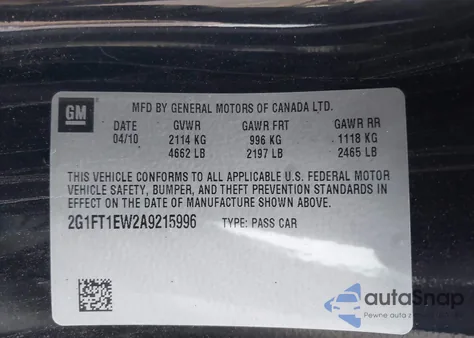 GM
MFD BY GENERAL MOTORS OF CANADA LTD.
DATE GVWR GAWR FRT GAWR RR
04/10 2114 KG 996 KG 1118 KG
4662 LB 2197 LB 2465 LB
THIS VEHICLE CONFORMS TO ALL APPLICABLE U.S. FEDERAL MOTOR
VEHICLE SAFETY, BUMPER, AND THEFT PREVENTION STANDARDS IN
EFFECT ON THE DATE OF MANUFACTURE SHOWN ABOVE.
2G1FT1EW2A9215996 TYPE: PASS CAR
autoSnap
Pewne auta z